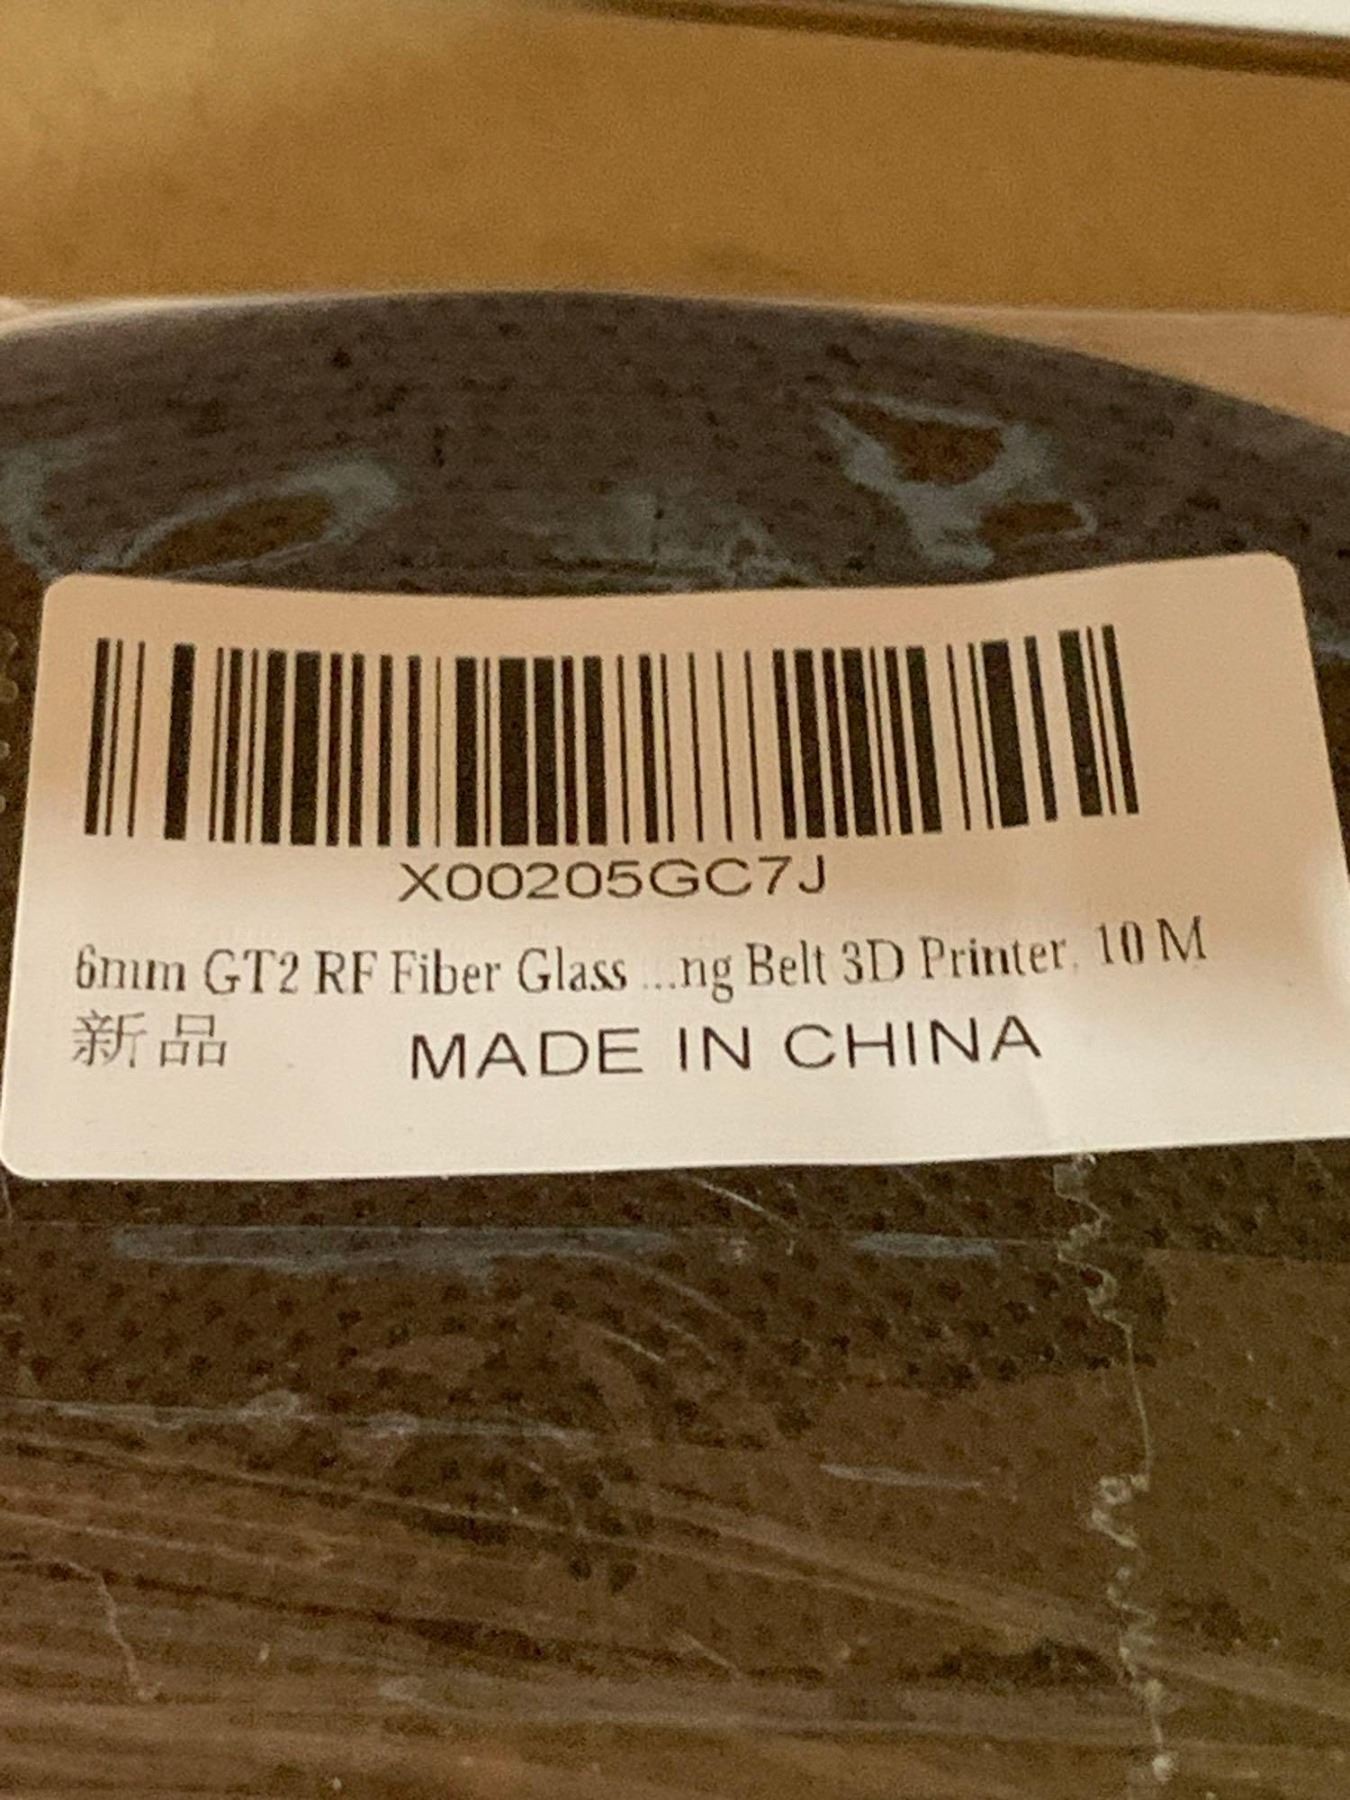 X00205GC7J
6mm GT2 RF Fiber Glass ...ng Belt 3D Printer, 10 M
新品 MADE IN CHINA